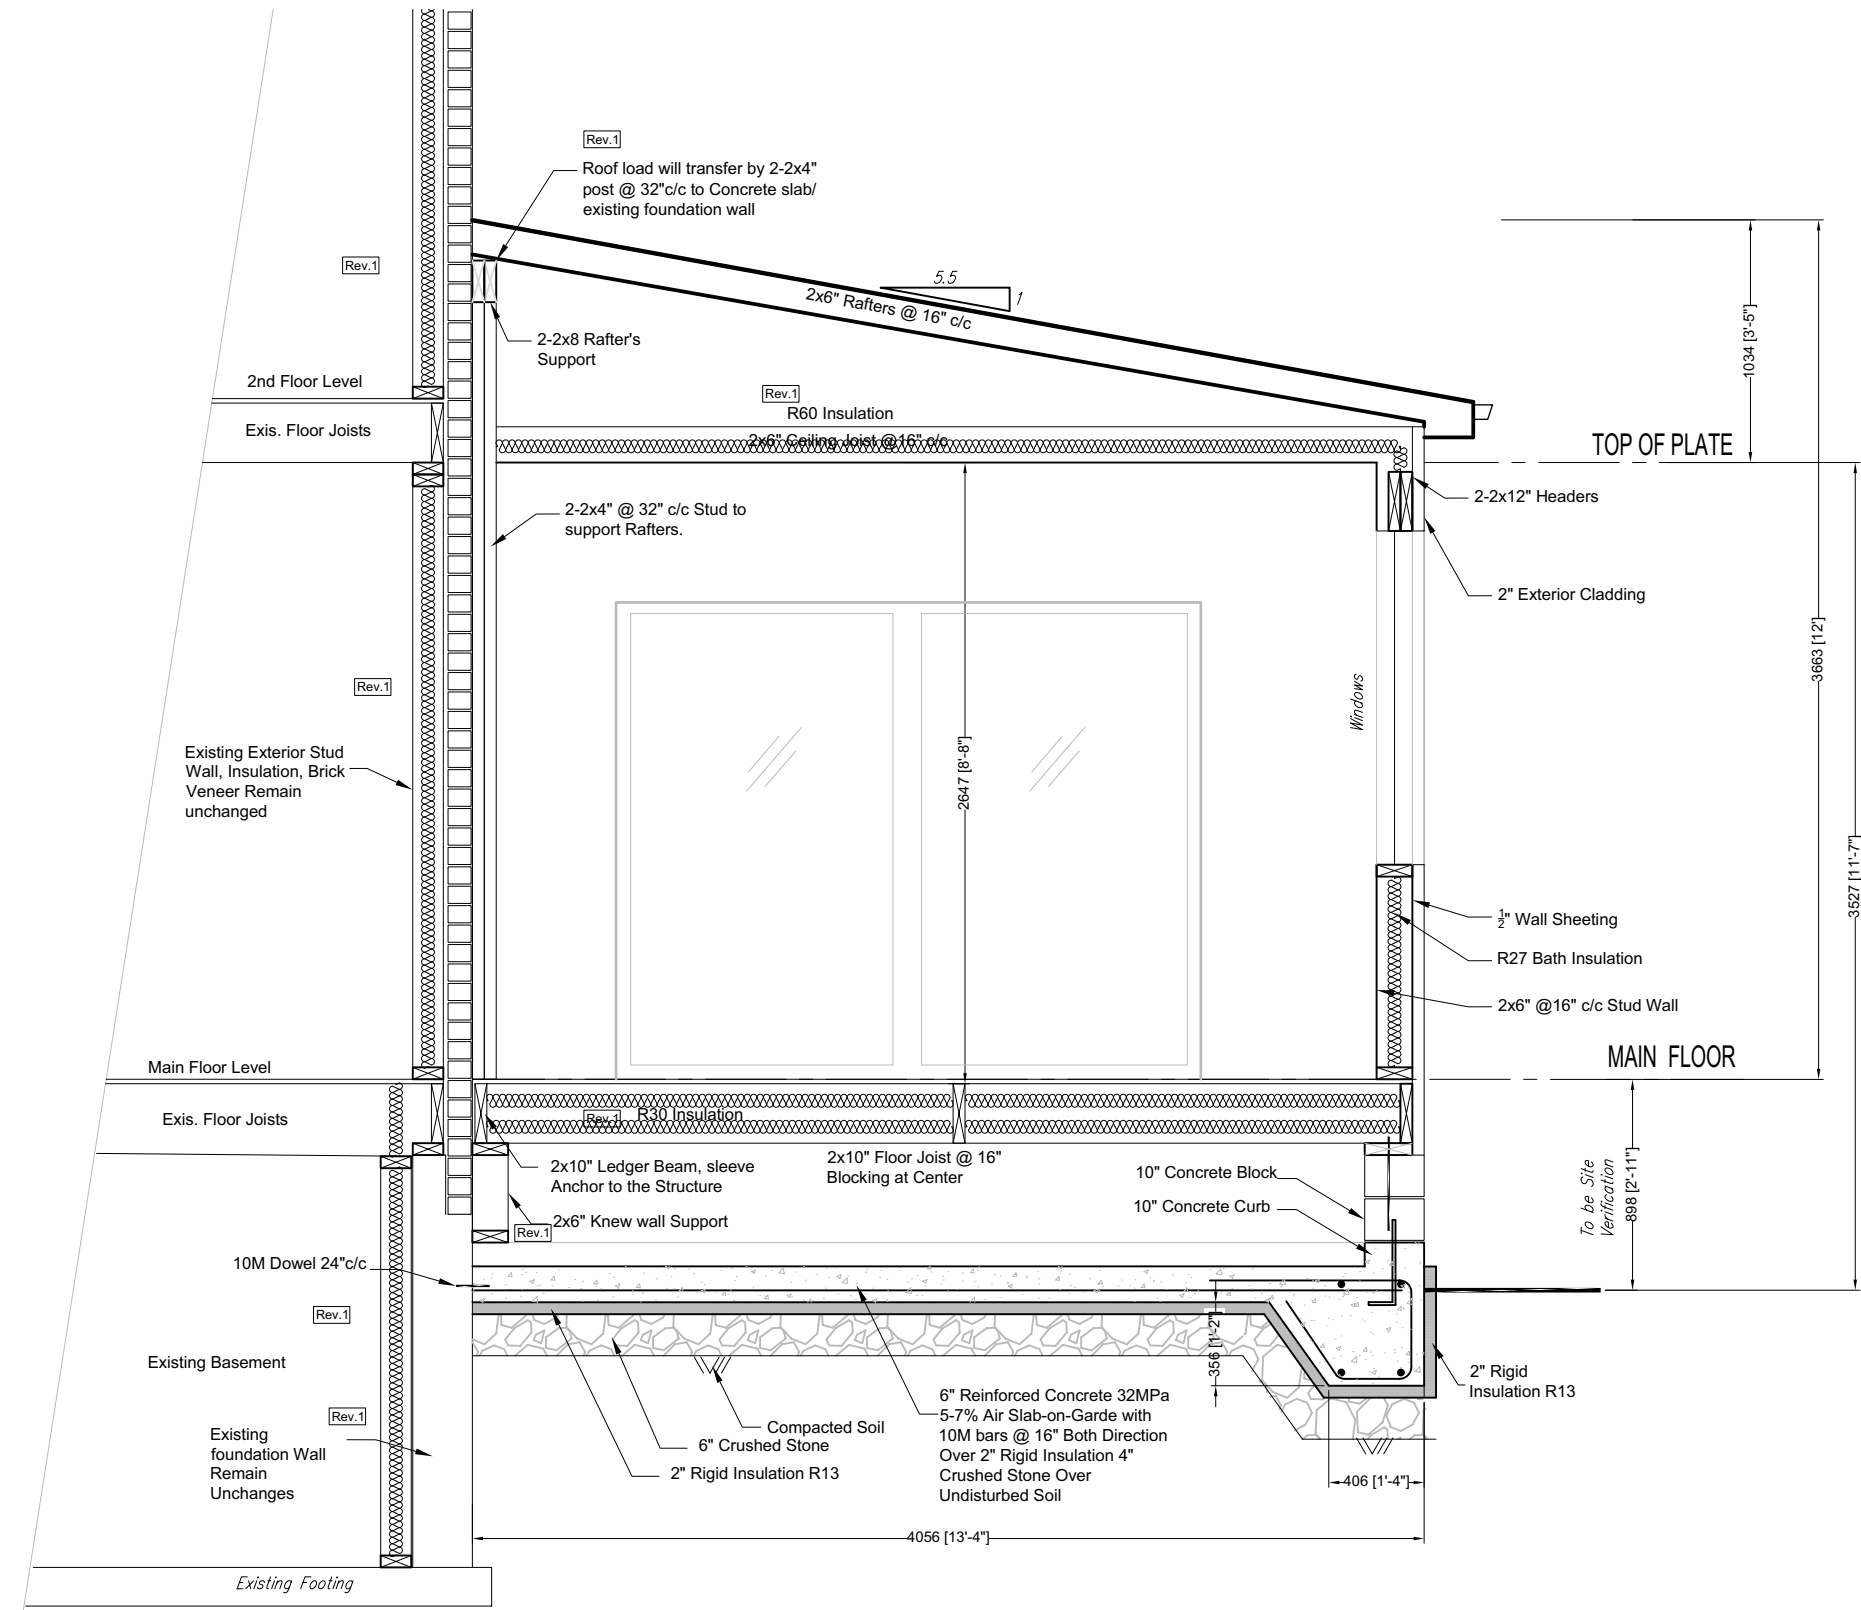 Rev.1
Roof load will transfer by 2-2x4"
post @ 32"c/c to Concrete slab/
existing foundation wall
Rev.1
5.5
1
2x6" Rafters @ 16" c/c
1034 [3'-5"]
2-2x8 Rafter's
Support
2nd Floor Level
Rev.1
R60 Insulation
Exis. Floor Joists
2x6" Ceiling Joist @16" c/c
TOP OF PLATE
2-2x12" Headers
2-2x4" @ 32" c/c Stud to
support Rafters.
2" Exterior Cladding
3663 [12']
Rev.1
Windows
Existing Exterior Stud
Wall, Insulation, Brick
Veneer Remain
unchanged
2647 [8'-8"]
3527 [11'-7"]
1/2" Wall Sheeting
R27 Bath Insulation
2x6" @16" c/c Stud Wall
MAIN FLOOR
Main Floor Level
Exis. Floor Joists
Rev.1
R30 Insulation
2x10" Floor Joist @ 16"
Blocking at Center
2x10" Ledger Beam, sleeve
Anchor to the Structure
10" Concrete Block
10" Concrete Curb
To be Site
Verification
898 [2'-11"]
2x6" Knew wall Support
Rev.1
10M Dowel 24"c/c
Rev.1
356 [1'-2"]
Existing Basement
2" Rigid
Insulation R13
6" Reinforced Concrete 32MPa
5-7% Air Slab-on-Garde with
10M bars @ 16" Both Direction
Over 2" Rigid Insulation 4"
Crushed Stone Over
Undisturbed Soil
Compacted Soil
6" Crushed Stone
2" Rigid Insulation R13
Rev.1
Existing
foundation Wall
Remain
Unchanges
406 [1'-4"]
4056 [13'-4"]
Existing Footing